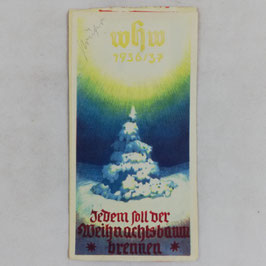 whw
1936/37
Jedem soll der
Weihnachtsbaum
brennen